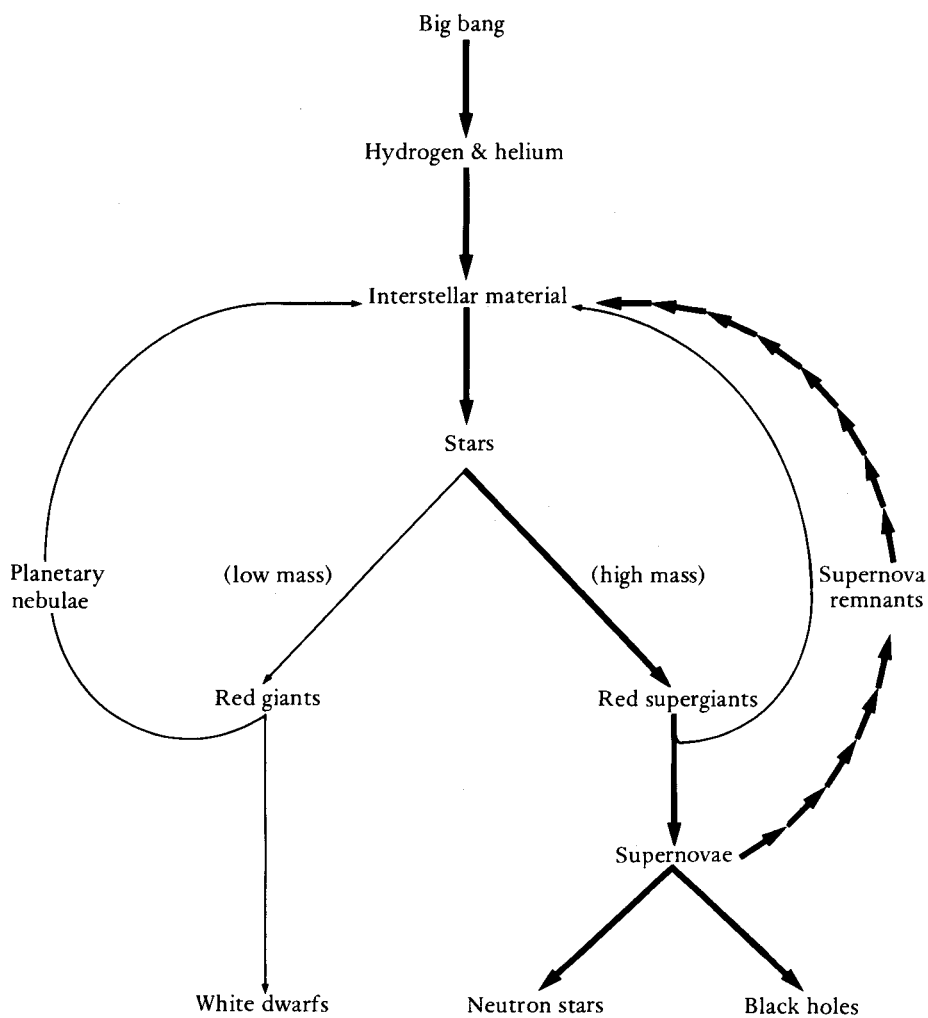 Big bang
Hydrogen & helium
Interstellar material
Stars
Planetary
nebulae
(low mass)
(high mass)
Supernova
remnants
Red giants
Red supergiants
Supernovae
White dwarfs
Neutron stars
Black holes